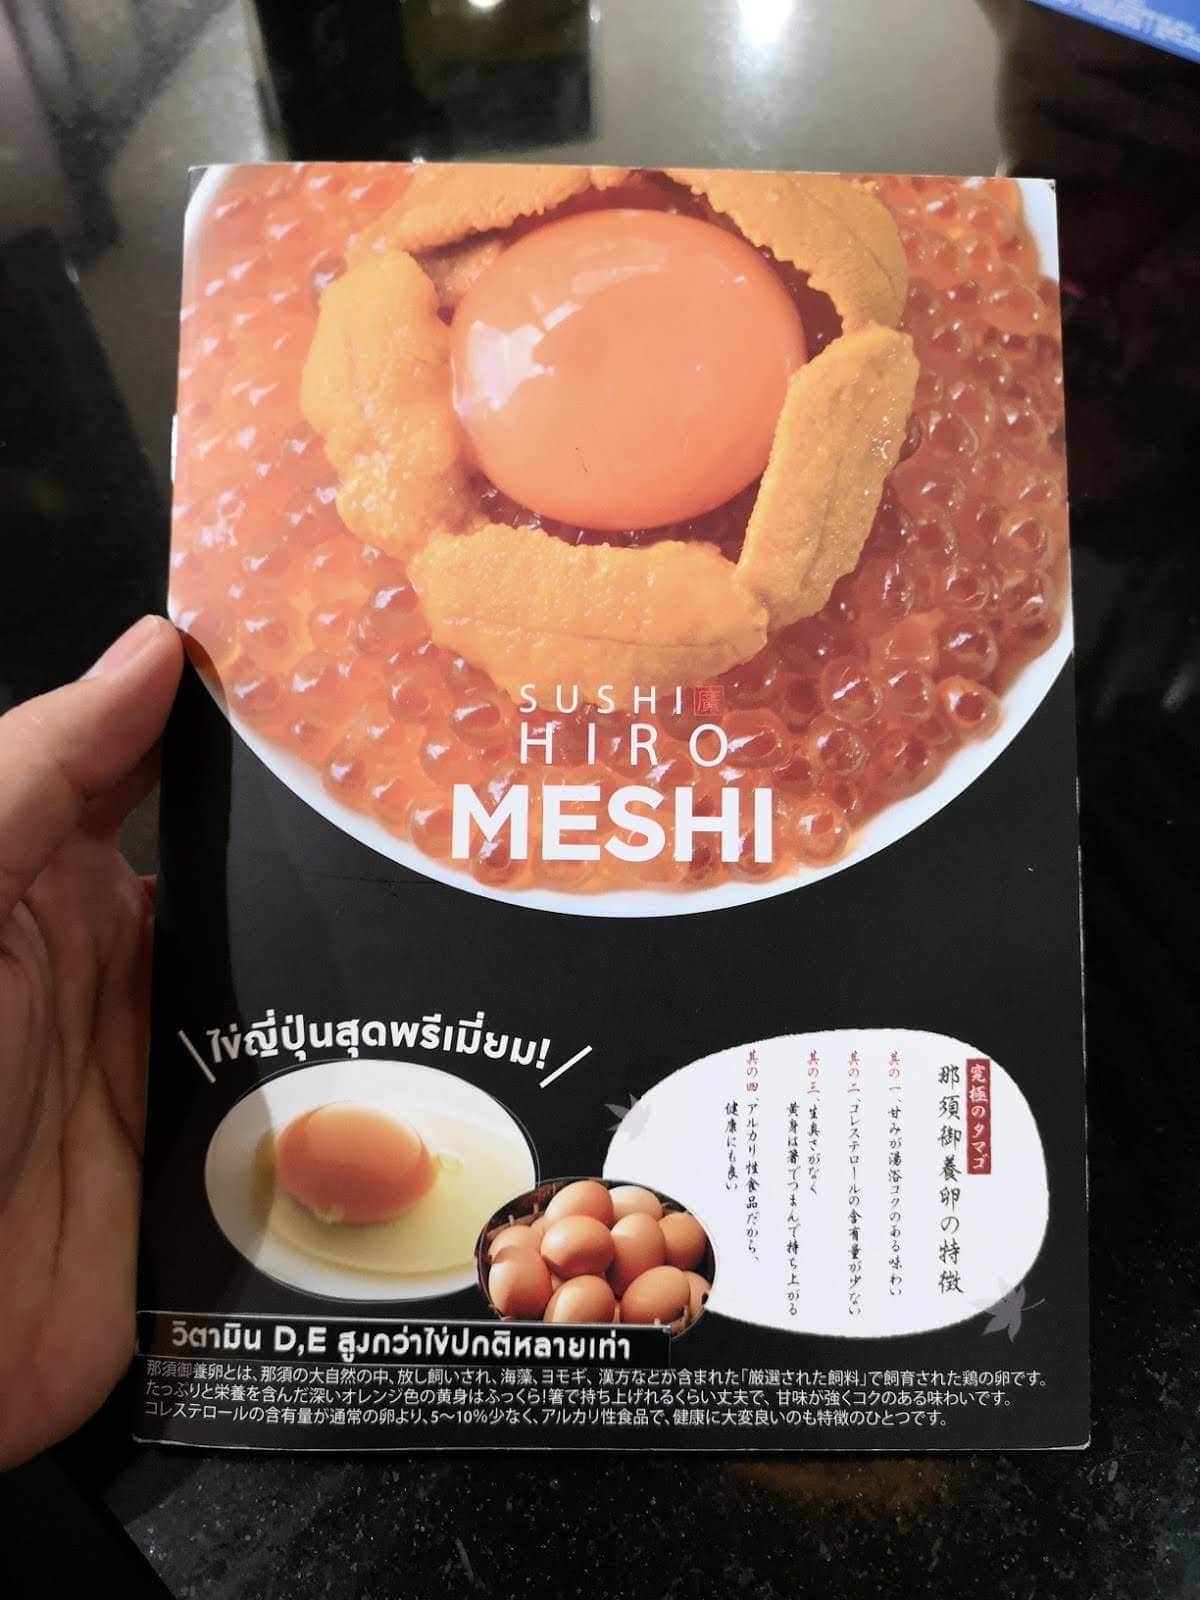 SUSHI 廣
HIRO
MESHI
ไข่ญี่ปุ่นสุดพรีเมี่ยม!
究極のタマゴ
那須御養卵の特徴
其の一、甘みが濃浴コクのある味わい
其の二、コレステロールの含有量が少ない
其の三、生臭さがなく
黄身は箸でつまんで持ち上がる
其の四、アルカリ性食品だから、
健康にも良い
วิตามิน D,E สูงกว่าไข่ปกติหลายเท่า
那須御養卵とは、那須の大自然の中、放し飼いされ、海藻、ヨモギ、漢方などが含まれた「厳選された飼料」で飼育された鶏の卵です。
たっぷりと栄養を含んだ深いオレンジ色の黄身はふっくら!箸で持ち上げれるくらい丈夫で、甘味が強くコクのある味わいです。
コレステロールの含有量が通常の卵より、5～10%少なく、アルカリ性食品で、健康に大変良いのも特徴のひとつです。